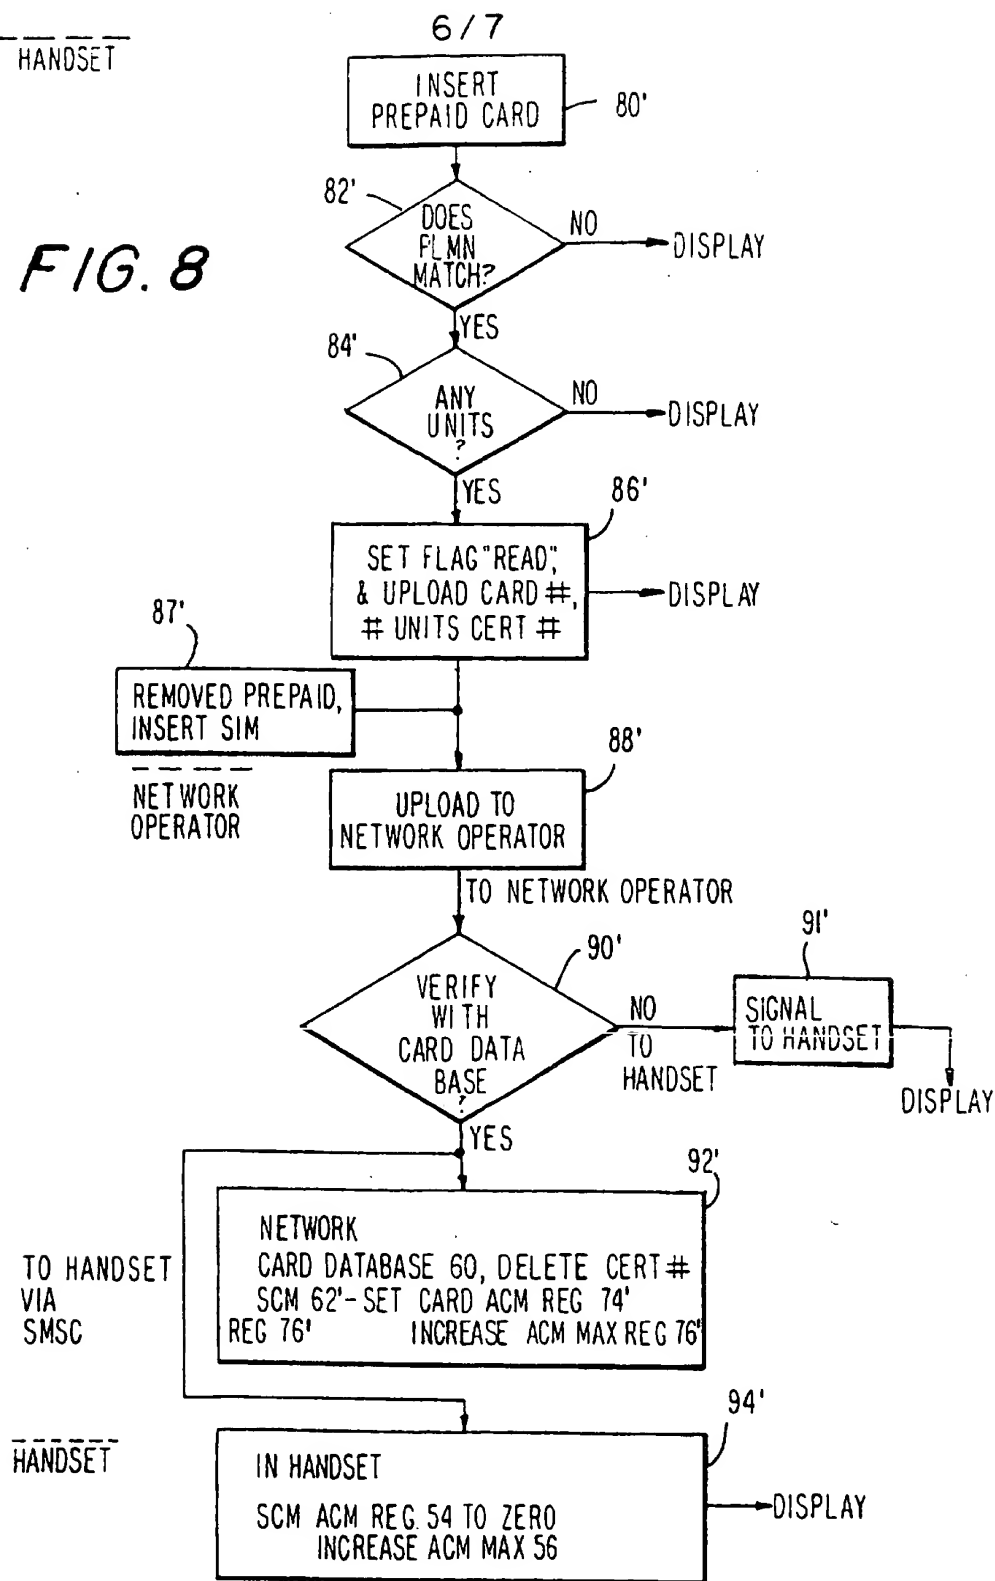 6/7
HANDSET
INSERT
PREPAID CARD
80'
82'
DOES
PLMN
MATCH?
NO
DISPLAY
FIG. 8
YES
84'
ANY
UNITS
?
NO
DISPLAY
YES
86'
SET FLAG "READ",
& UPLOAD CARD #,
# UNITS CERT #
DISPLAY
87'
REMOVED PREPAID,
INSERT SIM
88'
NETWORK
OPERATOR
UPLOAD TO
NETWORK OPERATOR
TO NETWORK OPERATOR
90'
VERIFY
WITH
CARD DATA
BASE
?
NO
TO
HANDSET
91'
SIGNAL
TO HANDSET
DISPLAY
YES
92'
NETWORK
CARD DATABASE 60, DELETE CERT #
SCM 62'-SET CARD ACM REG 74'
REG 76' INCREASE ACM MAX REG 76'
TO HANDSET
VIA
SMSC
94'
HANDSET
IN HANDSET
SCM ACM REG. 54 TO ZERO
INCREASE ACM MAX 56
DISPLAY